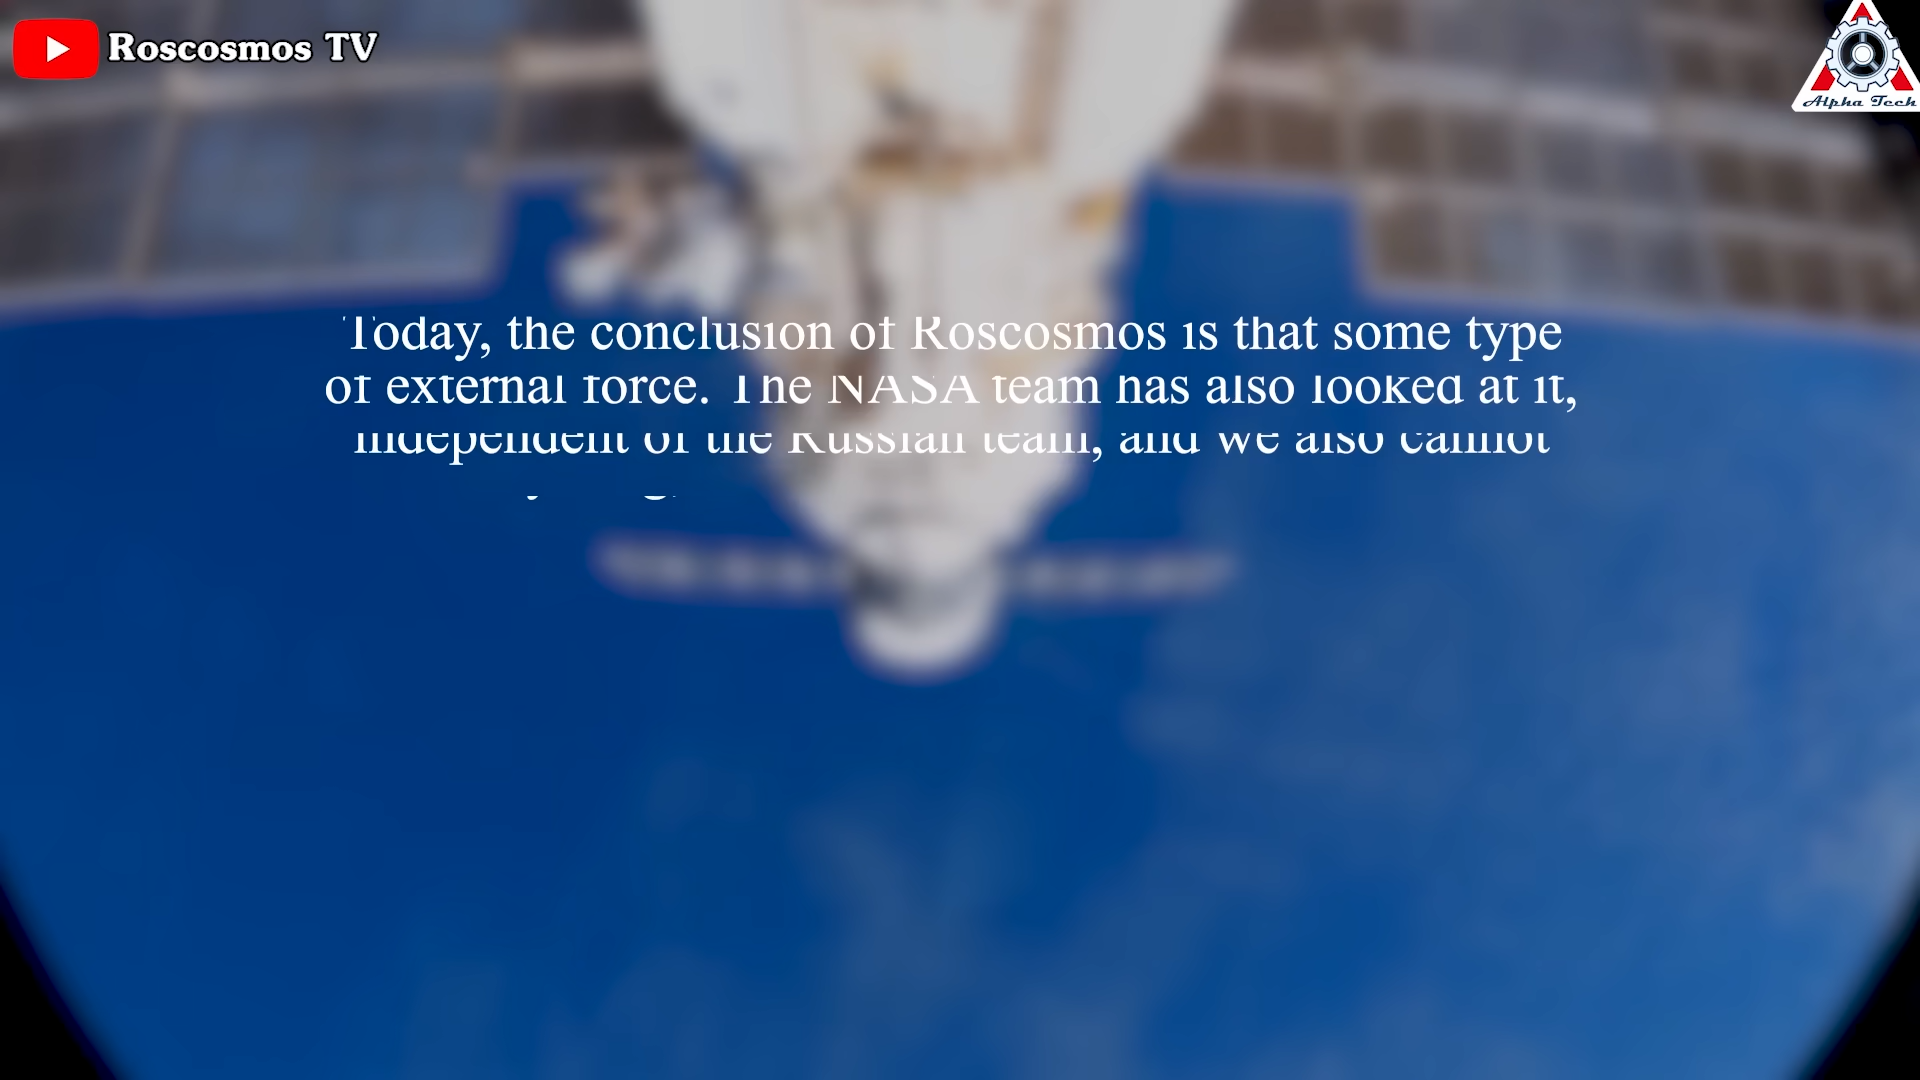 Roscosmos TV
Alpha Tech
Today, the conclusion of Roscosmos is that some type
of external force. The NASA team has also looked at it,
independent of the Russian team, and we also cannot